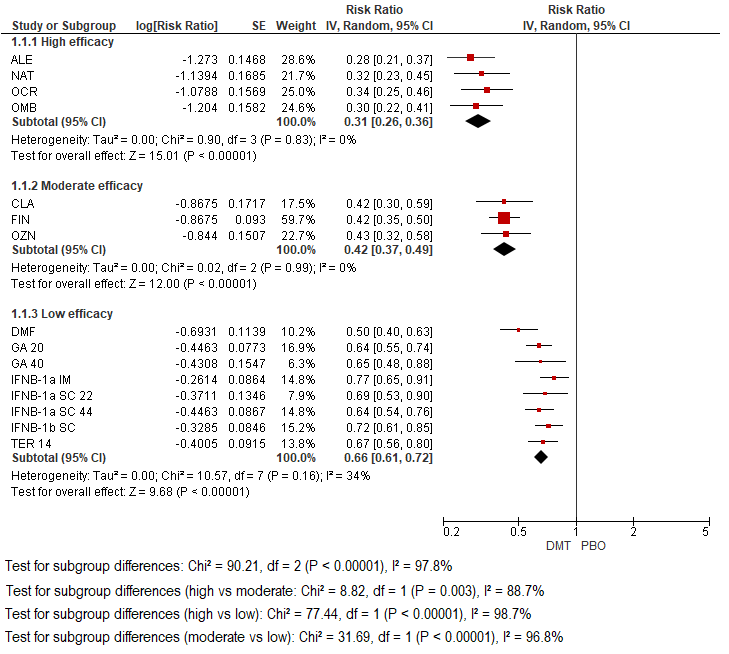 Risk Ratio Risk Ratio
Study or Subgroup log[Risk Ratio] SE Weight IV, Random, 95% CI IV, Random, 95% CI
1.1.1 High efficacy
ALE -1.273 0.1468 28.6% 0.28 [0.21, 0.37]
NAT -1.1394 0.1685 21.7% 0.32 [0.23, 0.45]
OCR -1.0788 0.1569 25.0% 0.34 [0.25, 0.46]
OMB -1.204 0.1582 24.6% 0.30 [0.22, 0.41]
Subtotal (95% CI) 100.0% 0.31 [0.26, 0.36]
Heterogeneity: Tau² = 0.00; Chi² = 0.90, df = 3 (P = 0.83); I² = 0%
Test for overall effect: Z = 15.01 (P < 0.00001)
1.1.2 Moderate efficacy
CLA -0.8675 0.1717 17.5% 0.42 [0.30, 0.59]
FIN -0.8675 0.093 59.7% 0.42 [0.35, 0.50]
OZN -0.844 0.1507 22.7% 0.43 [0.32, 0.58]
Subtotal (95% CI) 100.0% 0.42 [0.37, 0.49]
Heterogeneity: Tau² = 0.00; Chi² = 0.02, df = 2 (P = 0.99); I² = 0%
Test for overall effect: Z = 12.00 (P < 0.00001)
1.1.3 Low efficacy
DMF -0.6931 0.1139 10.2% 0.50 [0.40, 0.63]
GA 20 -0.4463 0.0773 16.9% 0.64 [0.55, 0.74]
GA 40 -0.4308 0.1547 6.3% 0.65 [0.48, 0.88]
IFNB-1a IM -0.2614 0.0864 14.8% 0.77 [0.65, 0.91]
IFNB-1a SC 22 -0.3711 0.1346 7.7% 0.69 [0.53, 0.90]
IFNB-1a SC 44 -0.4463 0.0867 14.8% 0.64 [0.54, 0.76]
IFNB-1b SC -0.3285 0.0846 15.4% 0.72 [0.61, 0.85]
TER 14 -0.4005 0.0915 13.8% 0.67 [0.56, 0.80]
Subtotal (95% CI) 100.0% 0.66 [0.61, 0.72]
Heterogeneity: Tau² = 0.00; Chi² = 10.57, df = 7 (P = 0.16); I² = 34%
Test for overall effect: Z = 9.68 (P < 0.00001)
0.2 0.5 1 2 5
DMT PBO
Test for subgroup differences: Chi² = 90.21, df = 2 (P < 0.00001), I² = 97.8%
Test for subgroup differences (high vs moderate: Chi² = 8.82, df = 1 (P = 0.003), I² = 88.7%
Test for subgroup differences (high vs low): Chi² = 77.44, df = 1 (P < 0.00001), I² = 98.7%
Test for subgroup differences (moderate vs low): Chi² = 31.69, df = 1 (P < 0.00001), I² = 96.8%